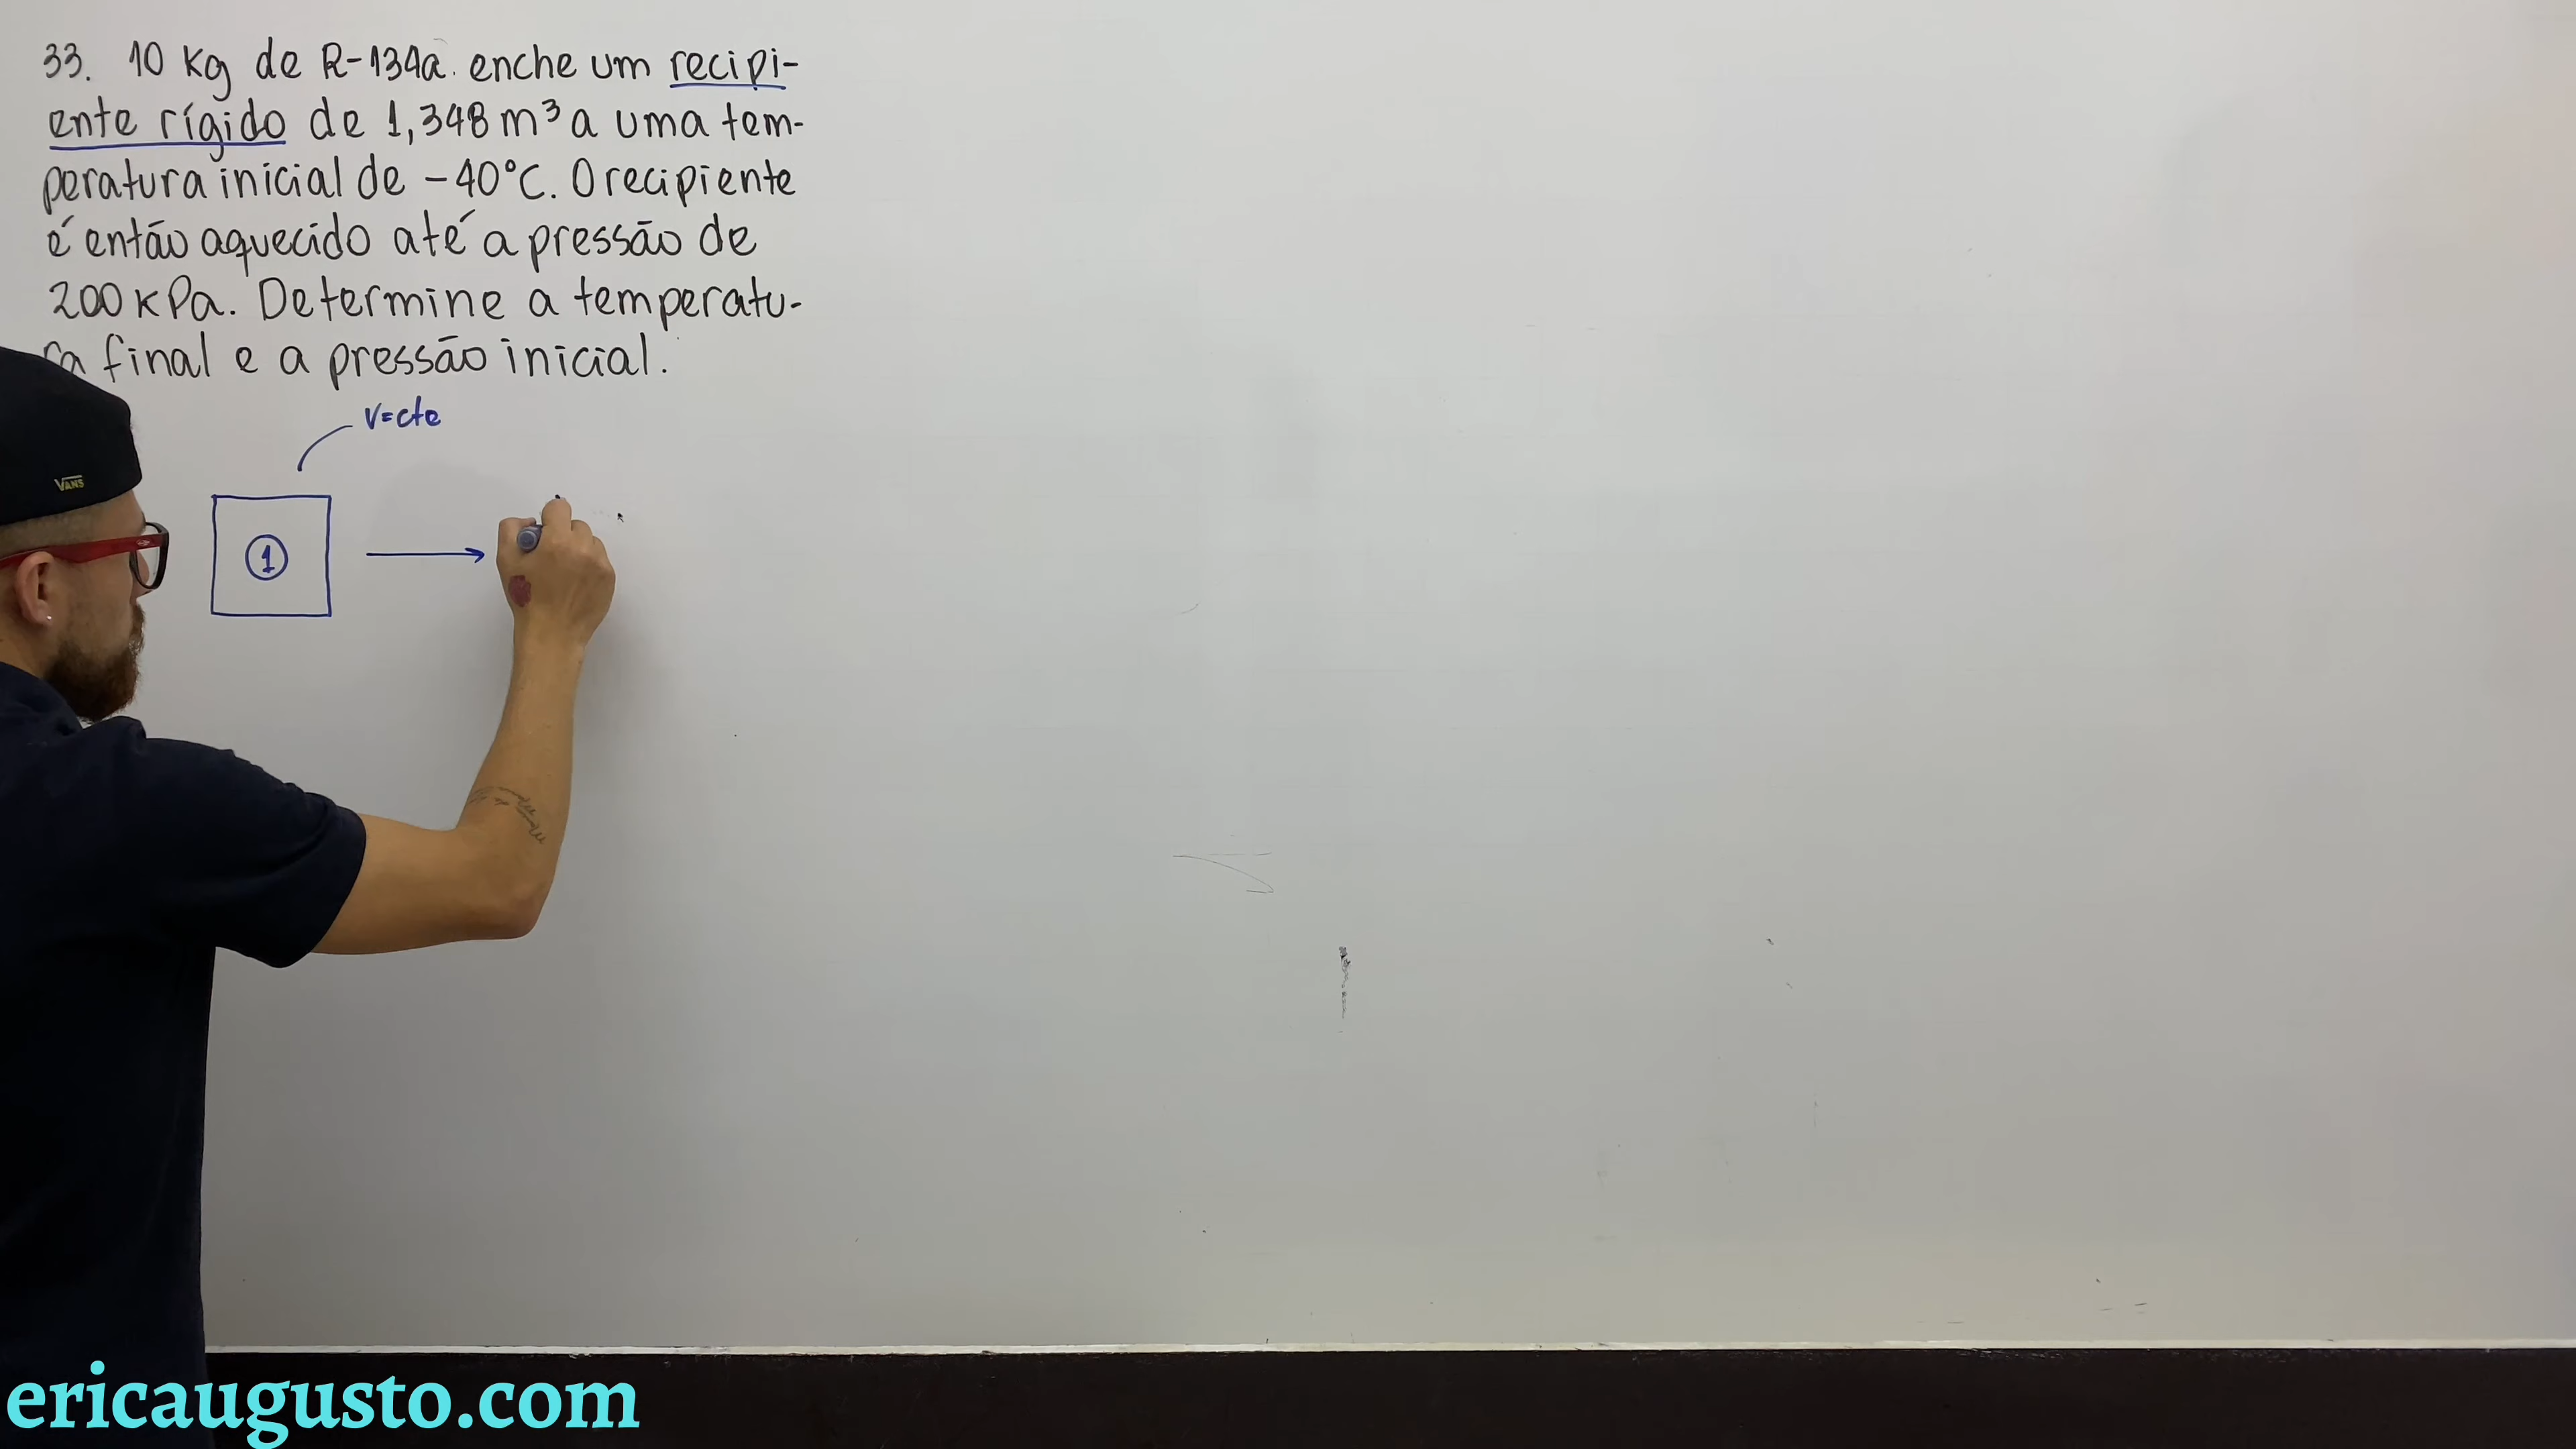 33. 10 kg de R-134a enche um recipi-
ente rígido de 1,348 m³ a uma tem-
peratura inicial de -40°C. O recipiente
é então aquecido até a pressão de
200 kPa. Determine a temperatu-
ra final e a pressão inicial.
V=cte
VANS
1
ericaugusto.com